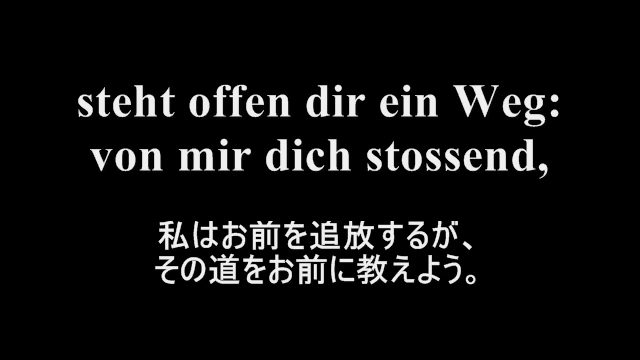 steht offen dir ein Weg:
von mir dich stossend,
私はお前を追放するが、
その道をお前に教えよう。